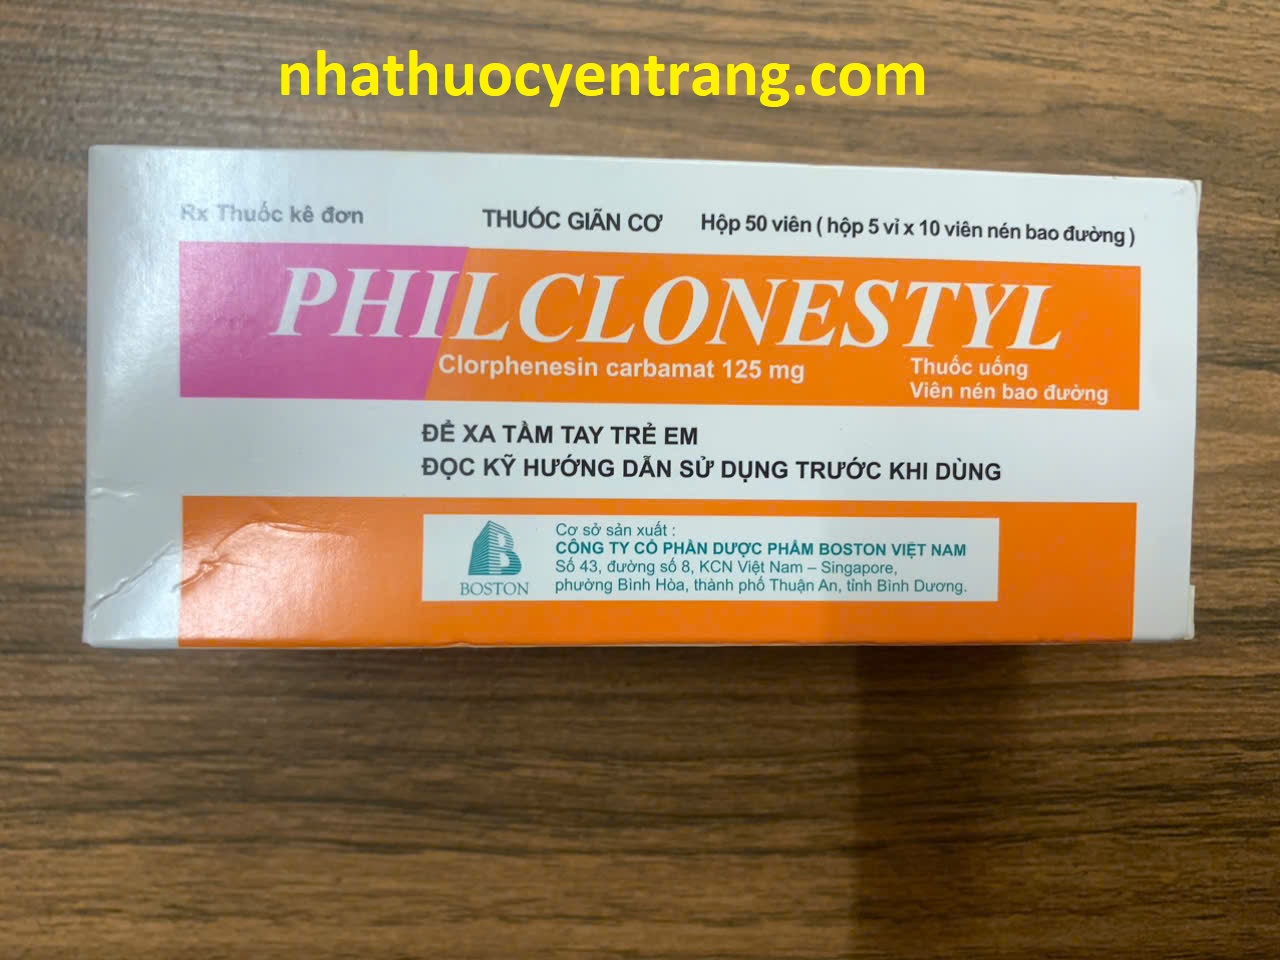 nhathuocyentrang.com
Rx Thuốc kê đơn
THUỐC GIÃN CƠ
Hộp 50 viên ( hộp 5 vỉ x 10 viên nén bao đường )
PHILCLONESTYL
Clorphenesin carbamat 125 mg
Thuốc uống
Viên nén bao đường
ĐỂ XA TẦM TAY TRẺ EM
ĐỌC KỸ HƯỚNG DẪN SỬ DỤNG TRƯỚC KHI DÙNG
B
BOSTON
Cơ sở sản xuất :
CÔNG TY CỔ PHẦN DƯỢC PHẨM BOSTON VIỆT NAM
Số 43, đường số 8, KCN Việt Nam – Singapore,
phường Bình Hòa, thành phố Thuận An, tỉnh Bình Dương.